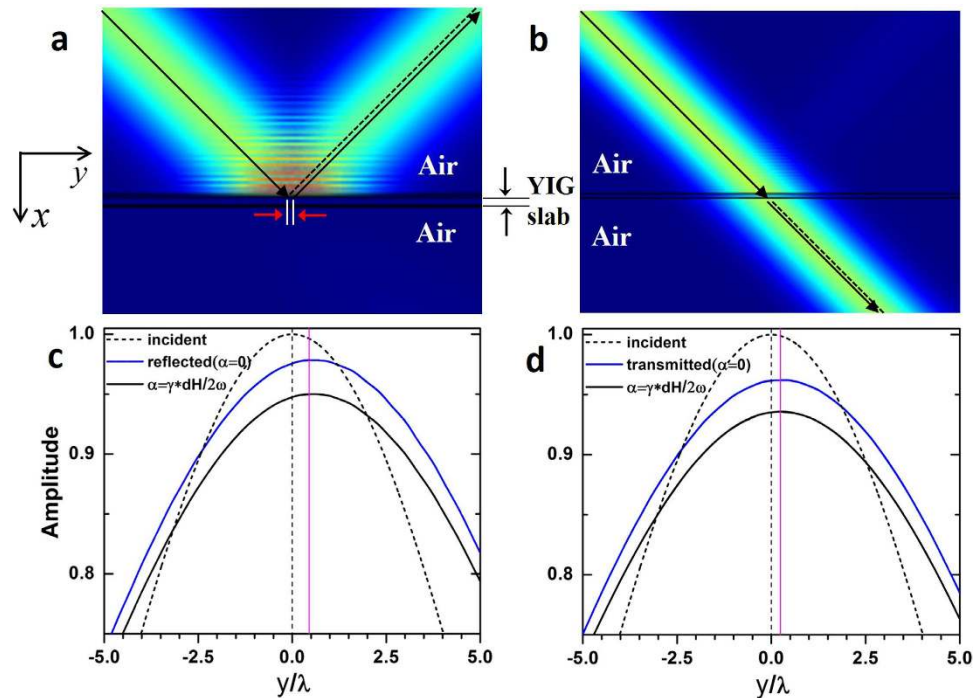 a
b
Air
Air
y
x
YIG
slab
Air
Air
c
incident
reflected(α=0)
α=γ*dH/2ω
1.0
0.9
0.8
Amplitude
-5.0
-2.5
0.0
2.5
5.0
y/λ
d
incident
transmitted(α=0)
α=γ*dH/2ω
1.0
0.9
0.8
-5.0
-2.5
0.0
2.5
5.0
y/λ